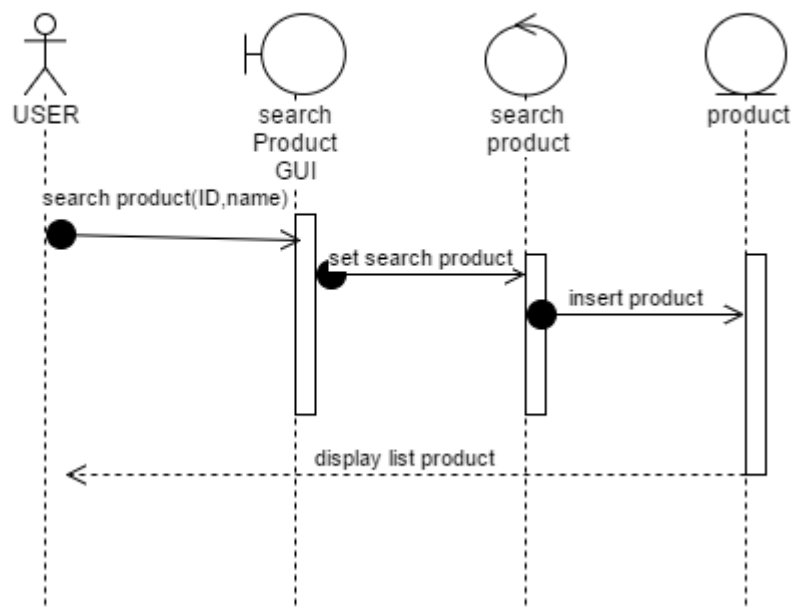 USER
search
Product
GUI
search
product
product
search product(ID,name)
set search product
insert product
display list product